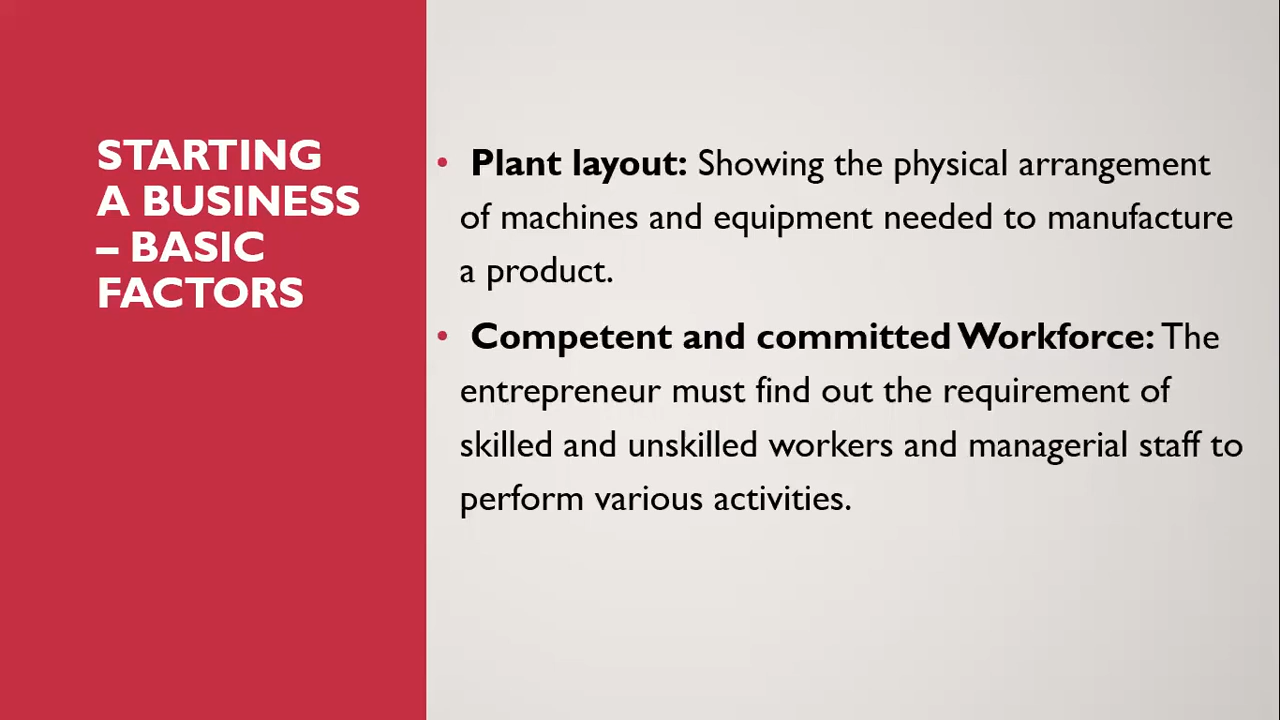 STARTING
A BUSINESS
– BASIC
FACTORS
• Plant layout: Showing the physical arrangement
of machines and equipment needed to manufacture
a product.
• Competent and committed Workforce: The
entrepreneur must find out the requirement of
skilled and unskilled workers and managerial staff to
perform various activities.